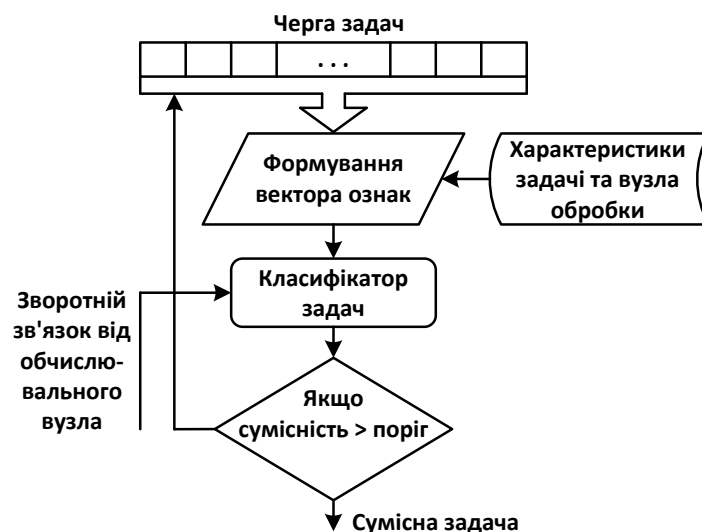 Черга задач
. . .
Формування
вектора ознак
Характеристики
задачі та вузла
обробки
Класифікатор
задач
Зворотній
зв'язок від
обчислю-
вального
вузла
Якщо
сумісність > поріг
Сумісна задача